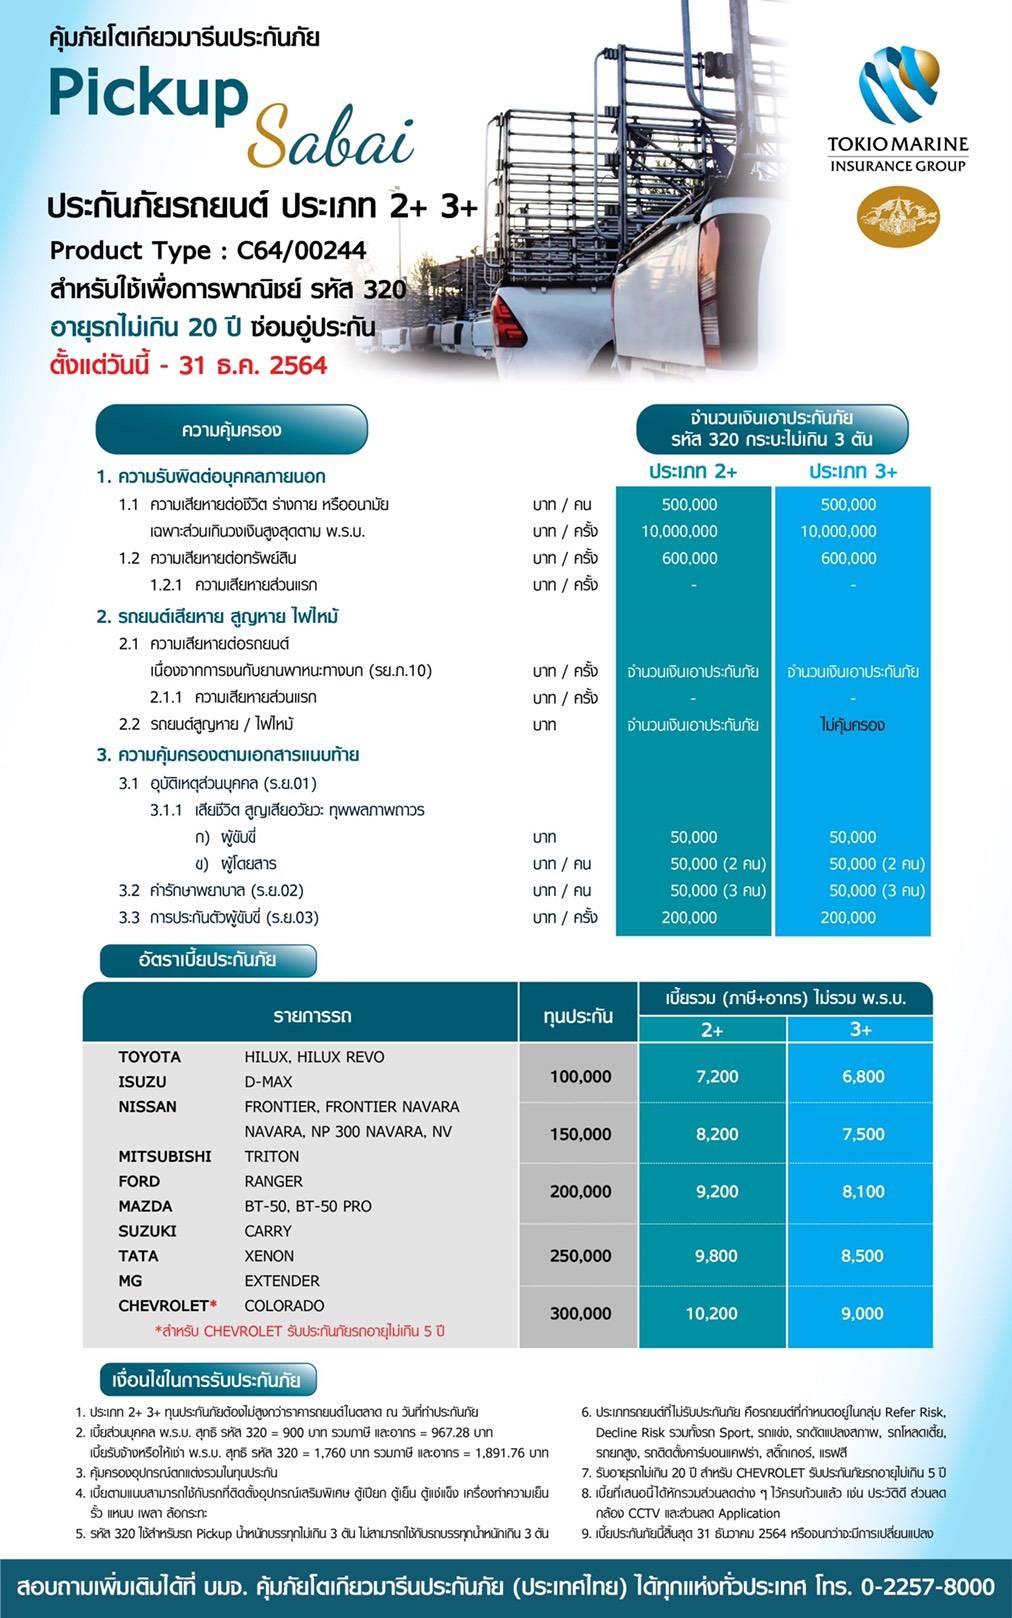 คุ้มภัยโตเกียวมารีนประกันภัย
Pickup
Sabai
TOKIO MARINE
INSURANCE GROUP
ประกันภัยรถยนต์ ประเภท 2+ 3+
Product Type : C64/00244
สำหรับใช้เพื่อการพาณิชย์ รหัส 320
อายุรถไม่เกิน 20 ปี ซ่อมอู่ประกัน
ตั้งแต่วันนี้ - 31 ธ.ค. 2564
ความคุ้มครอง
จำนวนเงินเอาประกันภัย
รหัส 320 กระบะไม่เกิน 3 ตัน
ประเภท 2+ ประเภท 3+
1. ความรับผิดต่อบุคคลภายนอก
1.1 ความเสียหายต่อชีวิต ร่างกาย หรืออนามัย บาท / คน 500,000 500,000
เฉพาะส่วนเกินวงเงินสูงสุดตาม พ.ร.บ. บาท / ครั้ง 10,000,000 10,000,000
1.2 ความเสียหายต่อทรัพย์สิน บาท / ครั้ง 600,000 600,000
1.2.1 ความเสียหายส่วนแรก บาท / ครั้ง - -
2. รถยนต์เสียหาย สูญหาย ไฟไหม้
2.1 ความเสียหายต่อรถยนต์
เนื่องจากการชนกับยานพาหนะทางบก (รย.ภ.10) บาท / ครั้ง จำนวนเงินเอาประกันภัย จำนวนเงินเอาประกันภัย
2.1.1 ความเสียหายส่วนแรก บาท / ครั้ง - -
2.2 รถยนต์สูญหาย / ไฟไหม้ บาท จำนวนเงินเอาประกันภัย ไม่คุ้มครอง
3. ความคุ้มครองตามเอกสารแนบท้าย
3.1 อุบัติเหตุส่วนบุคคล (ร.ย.01)
3.1.1 เสียชีวิต สูญเสียอวัยวะ ทุพพลภาพถาวร
ก) ผู้ขับขี่ บาท 50,000 50,000
ข) ผู้โดยสาร บาท / คน 50,000 (2 คน) 50,000 (2 คน)
3.2 ค่ารักษาพยาบาล (ร.ย.02) บาท / คน 50,000 (3 คน) 50,000 (3 คน)
3.3 การประกันตัวผู้ขับขี่ (ร.ย.03) บาท / ครั้ง 200,000 200,000
อัตราเบี้ยประกันภัย
รายการรถ ทุนประกัน เบี้ยรวม (ภาษี+อากร) ไม่รวม พ.ร.บ.
2+ 3+
TOYOTA HILUX, HILUX REVO
ISUZU D-MAX
NISSAN FRONTIER, FRONTIER NAVARA
NAVARA, NP 300 NAVARA, NV
MITSUBISHI TRITON
FORD RANGER
MAZDA BT-50, BT-50 PRO
SUZUKI CARRY
TATA XENON
MG EXTENDER
CHEVROLET* COLORADO
*สำหรับ CHEVROLET รับประกันภัยรถอายุไม่เกิน 5 ปี
100,000 7,200 6,800
150,000 8,200 7,500
200,000 9,200 8,100
250,000 9,800 8,500
300,000 10,200 9,000
เงื่อนไขในการรับประกันภัย
1. ประเภท 2+ 3+ ทุนประกันภัยต้องไม่สูงกว่าราคารถยนต์ในตลาด ณ วันที่ทำประกันภัย
2. เบี้ยส่วนบุคคล พ.ร.บ. สุทธิ รหัส 320 = 900 บาท รวมภาษี และอากร = 967.28 บาท
เบี้ยรับจ้างหรือให้เช่า พ.ร.บ. สุทธิ รหัส 320 = 1,760 บาท รวมภาษี และอากร = 1,891.76 บาท
3. คุ้มครองอุปกรณ์ตกแต่งรวมในทุนประกัน
4. เบี้ยตามแบบสามารถใช้กับรถที่ติดตั้งอุปกรณ์เสริมพิเศษ ตู้เปียก ตู้เย็น ตู้แช่แข็ง เครื่องทำความเย็น
รั้ว แหนบ เพลา ล้อกระทะ
5. รหัส 320 ใช้สำหรับรถ Pickup น้ำหนักบรรทุกไม่เกิน 3 ตัน ไม่สามารถใช้กับรถบรรทุกน้ำหนักเกิน 3 ตัน
6. ประเภทรถยนต์ที่ไม่รับประกันภัย คือรถยนต์ที่กำหนดอยู่ในกลุ่ม Refer Risk,
Decline Risk รวมทั้งรถ Sport, รถแข่ง, รถดัดแปลงสภาพ, รถโหลดเตี้ย,
รถยกสูง, รถติดตั้งคาร์บอนแคฟร่า, สติ๊กเกอร์, แรฟสี
7. รับอายุรถไม่เกิน 20 ปี สำหรับ CHEVROLET รับประกันภัยรถอายุไม่เกิน 5 ปี
8. เบี้ยที่เสนอนี้ได้หักรวมส่วนลดต่าง ๆ ไว้ครบถ้วนแล้ว เช่น ประวัติดี ส่วนลด
กล้อง CCTV และส่วนลด Application
9. เบี้ยประกันภัยนี้สิ้นสุด 31 ธันวาคม 2564 หรือจนกว่าจะมีการเปลี่ยนแปลง
สอบถามเพิ่มเติมได้ที่ บมจ. คุ้มภัยโตเกียวมารีนประกันภัย (ประเทศไทย) ได้ทุกแห่งทั่วประเทศ โทร. 0-2257-8000